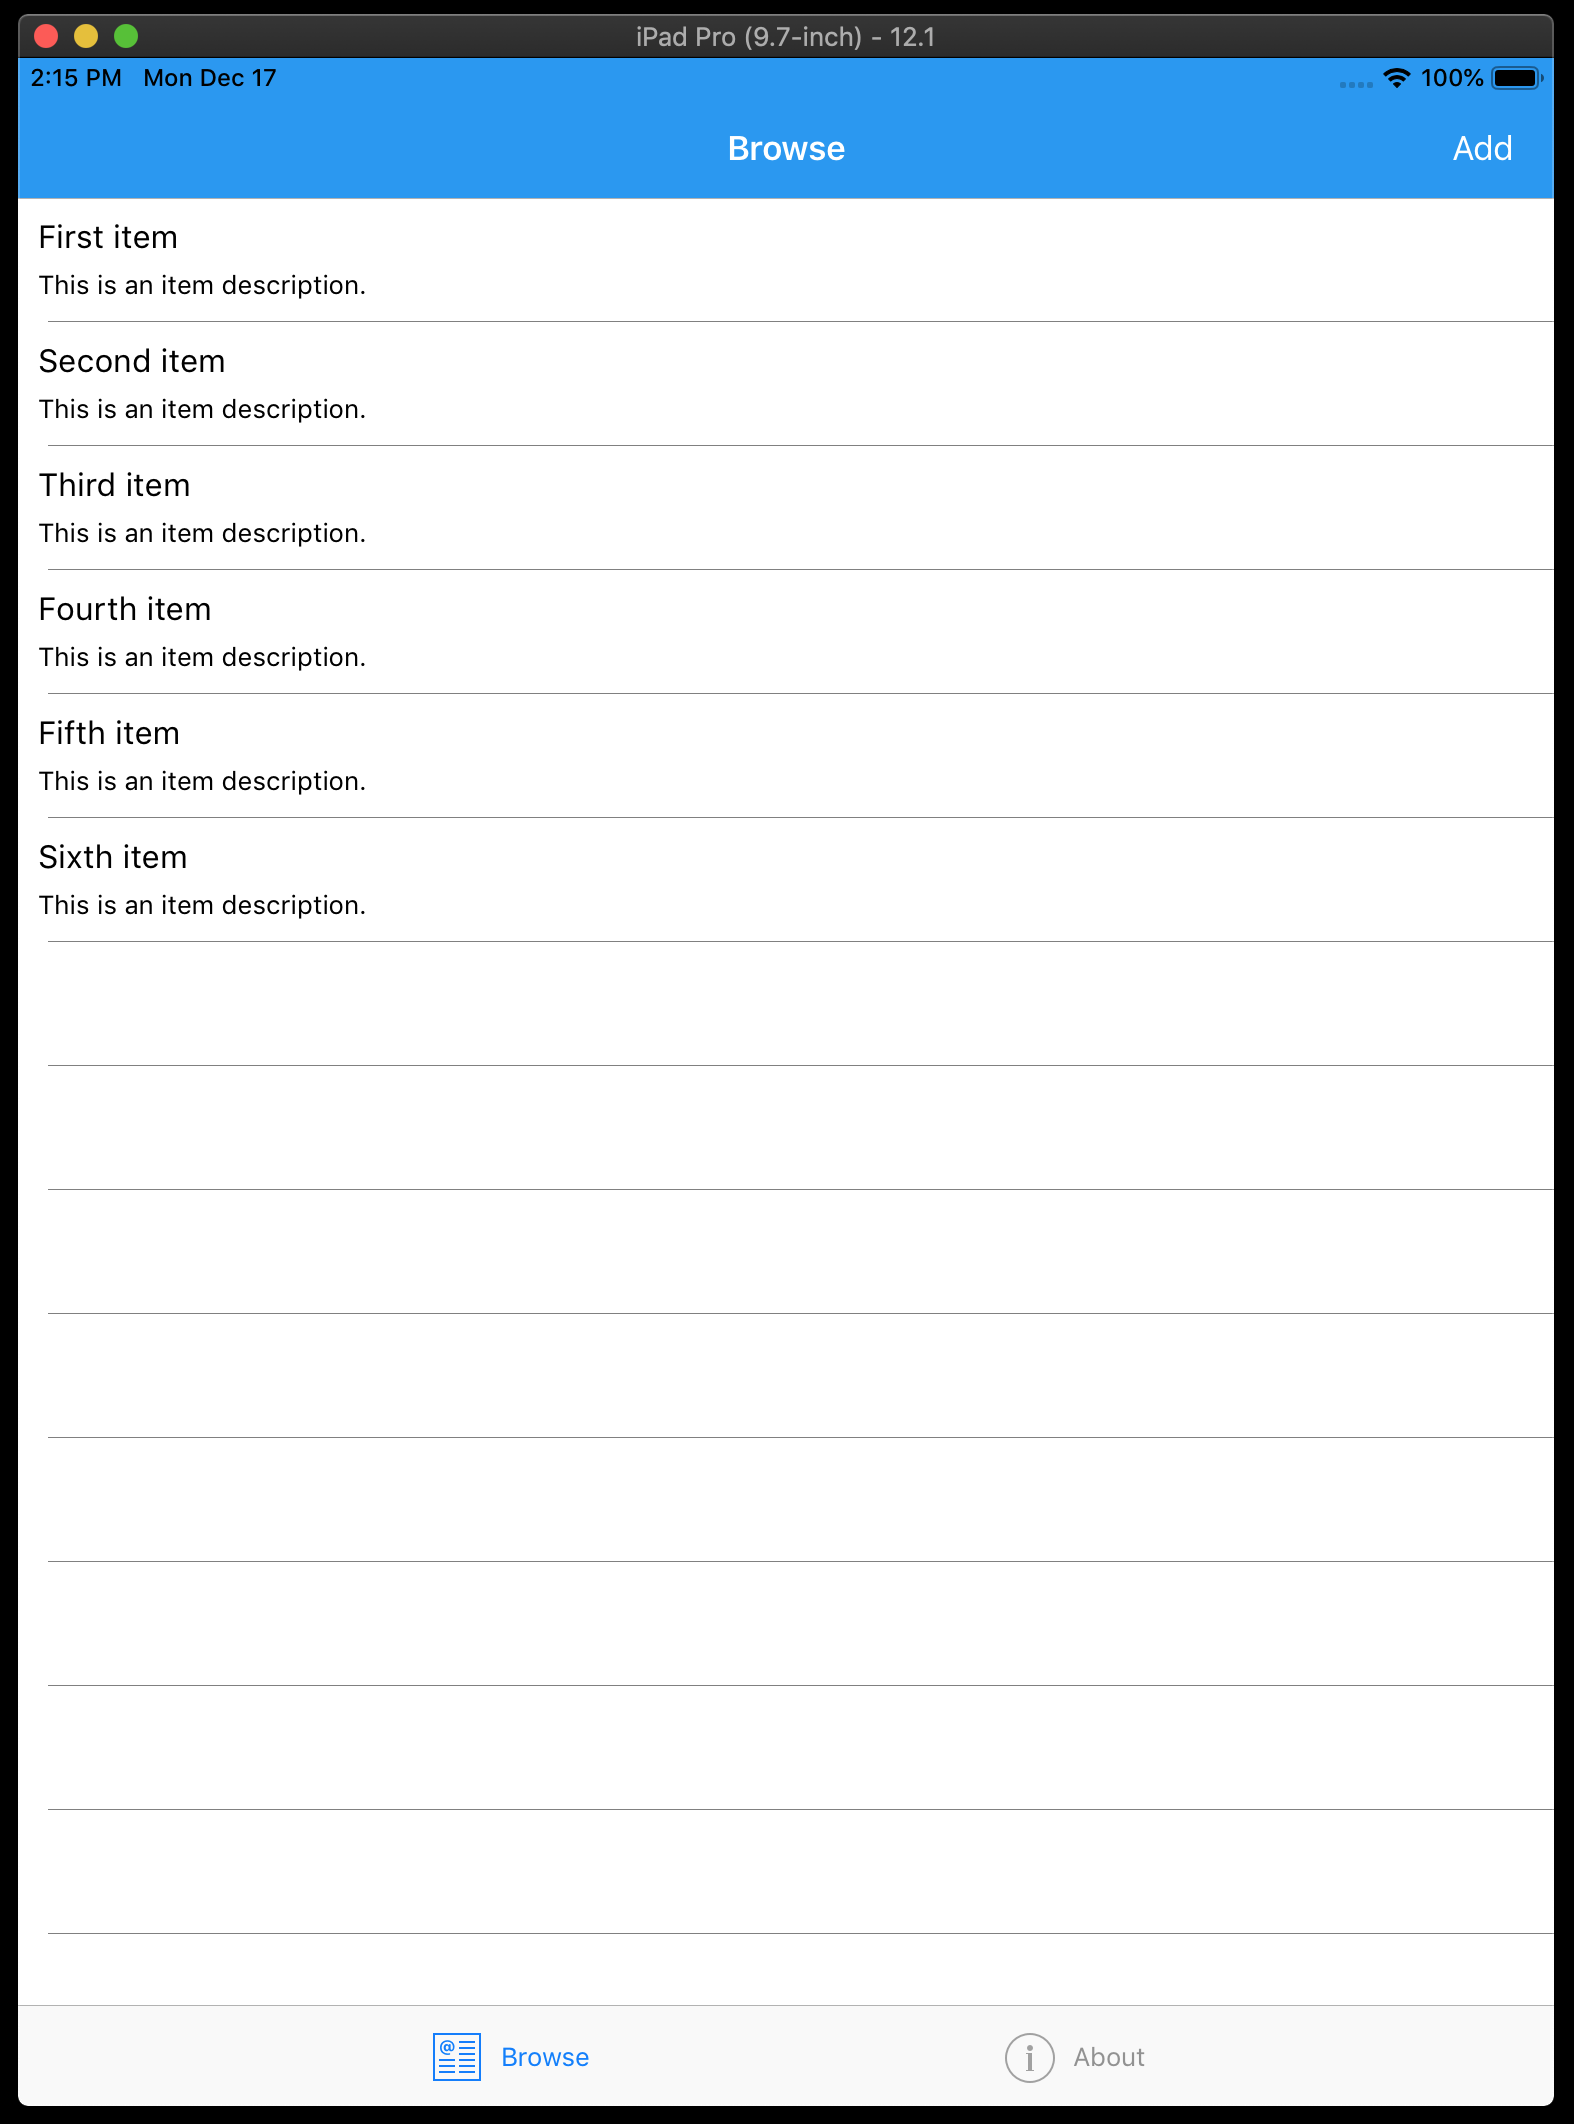 iPad Pro (9.7-inch) - 12.1
2:15 PM Mon Dec 17 100%
Browse Add
First item
This is an item description.
Second item
This is an item description.
Third item
This is an item description.
Fourth item
This is an item description.
Fifth item
This is an item description.
Sixth item
This is an item description.
@ Browse i About